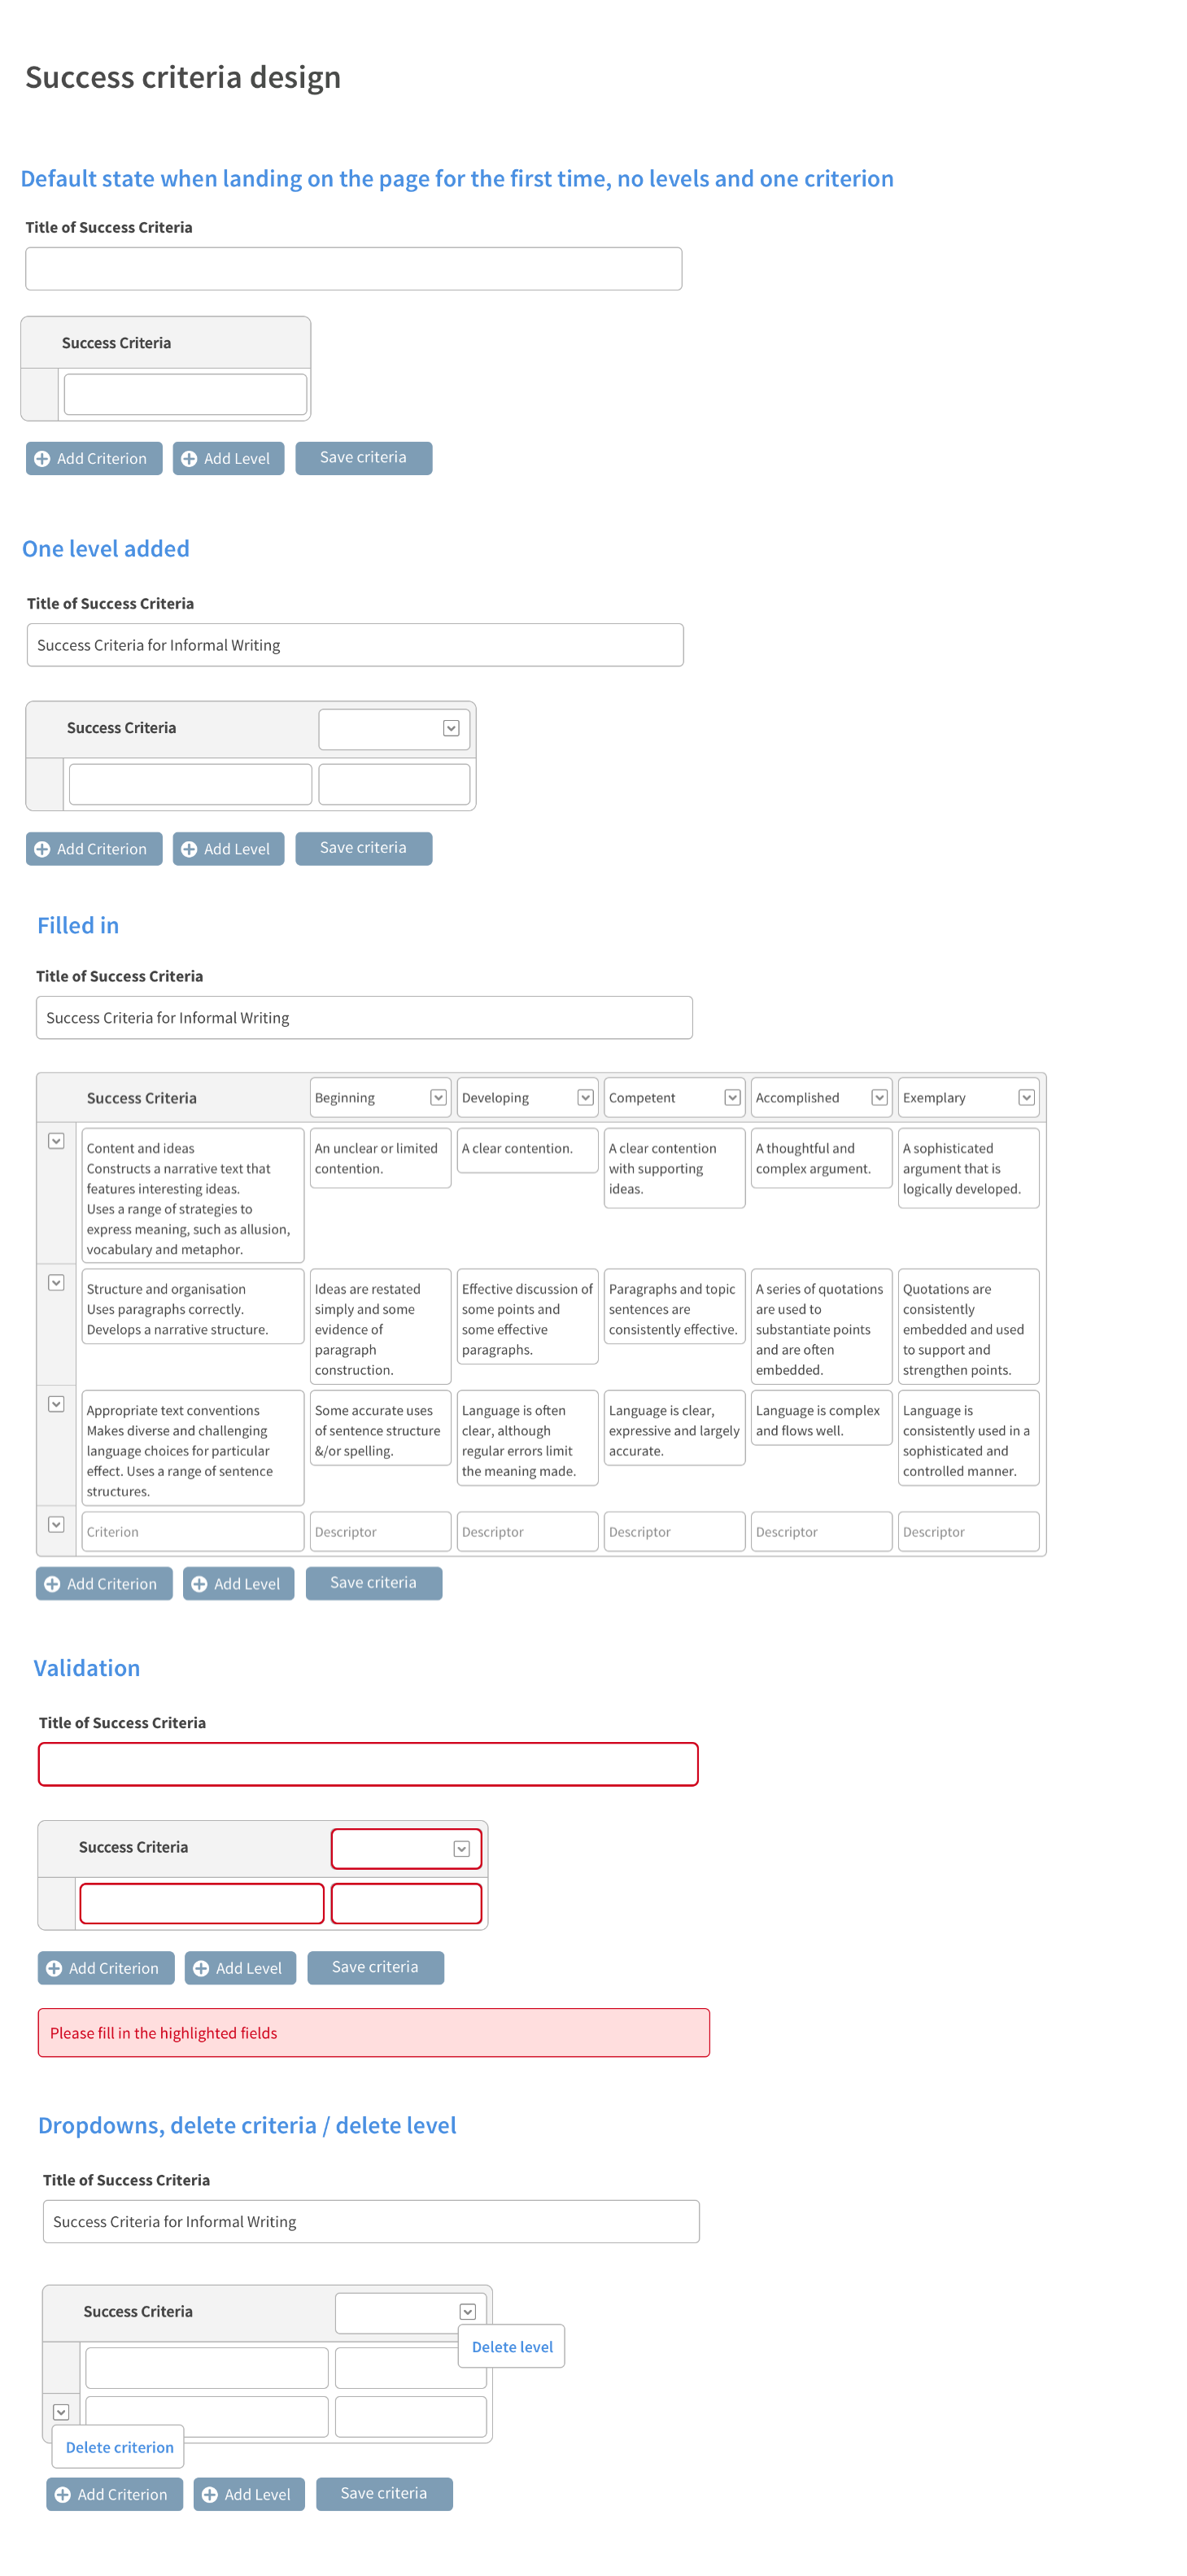 Success criteria design
Default state when landing on the page for the first time, no levels and one criterion
Title of Success Criteria
Success Criteria
Add Criterion
Add Level
Save criteria
One level added
Title of Success Criteria
Success Criteria for Informal Writing
Success Criteria
Add Criterion
Add Level
Save criteria
Filled in
Title of Success Criteria
Success Criteria for Informal Writing
Success Criteria
Beginning
Developing
Competent
Accomplished
Exemplary
Content and ideas
Constructs a narrative text that
features interesting ideas.
Uses a range of strategies to
express meaning, such as allusion,
vocabulary and metaphor.
An unclear or limited
contention.
A clear contention.
A clear contention
with supporting
ideas.
A thoughtful and
complex argument.
A sophisticated
argument that is
logically developed.
Structure and organisation
Uses paragraphs correctly.
Develops a narrative structure.
Ideas are restated
simply and some
evidence of
paragraph
construction.
Effective discussion of
some points and
some effective
paragraphs.
Paragraphs and topic
sentences are
consistently effective.
A series of quotations
are used to
substantiate points
and are often
embedded.
Quotations are
consistently
embedded and used
to support and
strengthen points.
Appropriate text conventions
Makes diverse and challenging
language choices for particular
effect. Uses a range of sentence
structures.
Some accurate uses
of sentence structure
&/or spelling.
Language is often
clear, although
regular errors limit
the meaning made.
Language is clear,
expressive and largely
accurate.
Language is complex
and flows well.
Language is
consistently used in a
sophisticated and
controlled manner.
Criterion
Descriptor
Descriptor
Descriptor
Descriptor
Descriptor
Add Criterion
Add Level
Save criteria
Validation
Title of Success Criteria
Success Criteria
Add Criterion
Add Level
Save criteria
Please fill in the highlighted fields
Dropdowns, delete criteria / delete level
Title of Success Criteria
Success Criteria for Informal Writing
Success Criteria
Delete level
Delete criterion
Add Criterion
Add Level
Save criteria